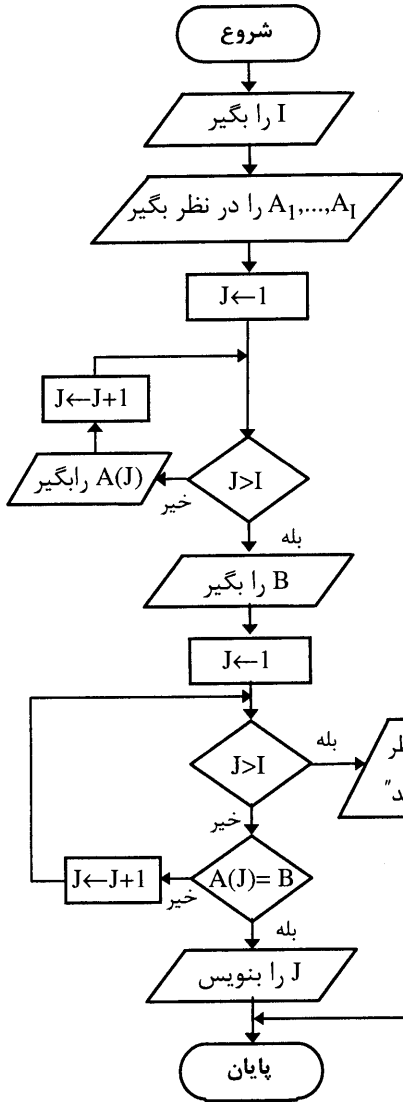 شروع
I را بگیر
A1,...,AI را در نظر بگیر
J←1
J←J+1
J>I
خیر
A(J) رابگیر
بله
B را بگیر
J←1
J>I
بله
خیر
A(J)= B
خیر
J←J+1
بله
J را بنویس
پایان